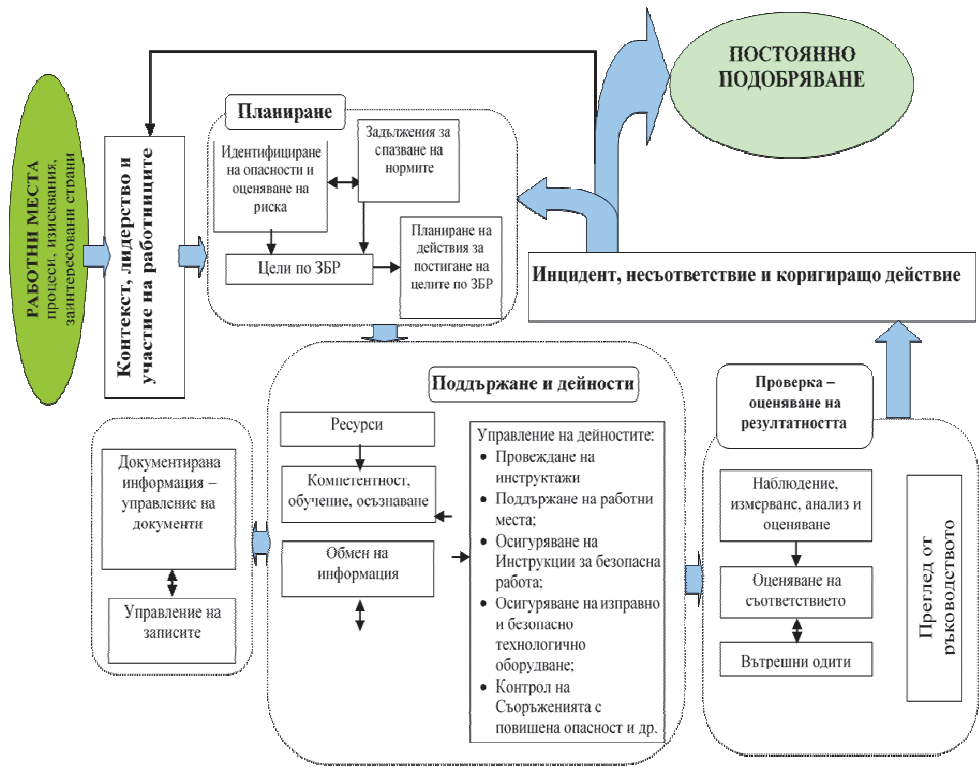 РАБОТНИ МЕСТА
процеси, изисквания,
заинтересовани страни
Контекст, лидерство и
участие на работниците
Планиране
Идентифициране
на опасности и
оценяване на
риска
Задължения за
спазване на
нормите
Цели по ЗБР
Планиране на
действия за
постигане на
целите по ЗБР
ПОСТОЯННО
ПОДОБРЯВАНЕ
Инцидент, несъответствие и коригиращо действие
Поддържане и дейности
Ресурси
Компетентност,
обучение, осъзнаване
Обмен на
информация
Управление на дейностите:
• Провеждане на
инструктажи
• Поддържане на работни
места;
• Осигуряване на
Инструкции за безопасна
работа;
• Осигуряване на изправно
и безопасно
технологично
оборудване;
• Контрол на
Съоръженията с
повишена опасност и др.
Документирана
информация –
управление на
документи
Управление на
записите
Проверка –
оценяване на
резултатността
Наблюдение,
измерване, анализ и
оценяване
Оценяване на
съответствието
Вътрешни одити
Преглед от
ръководството